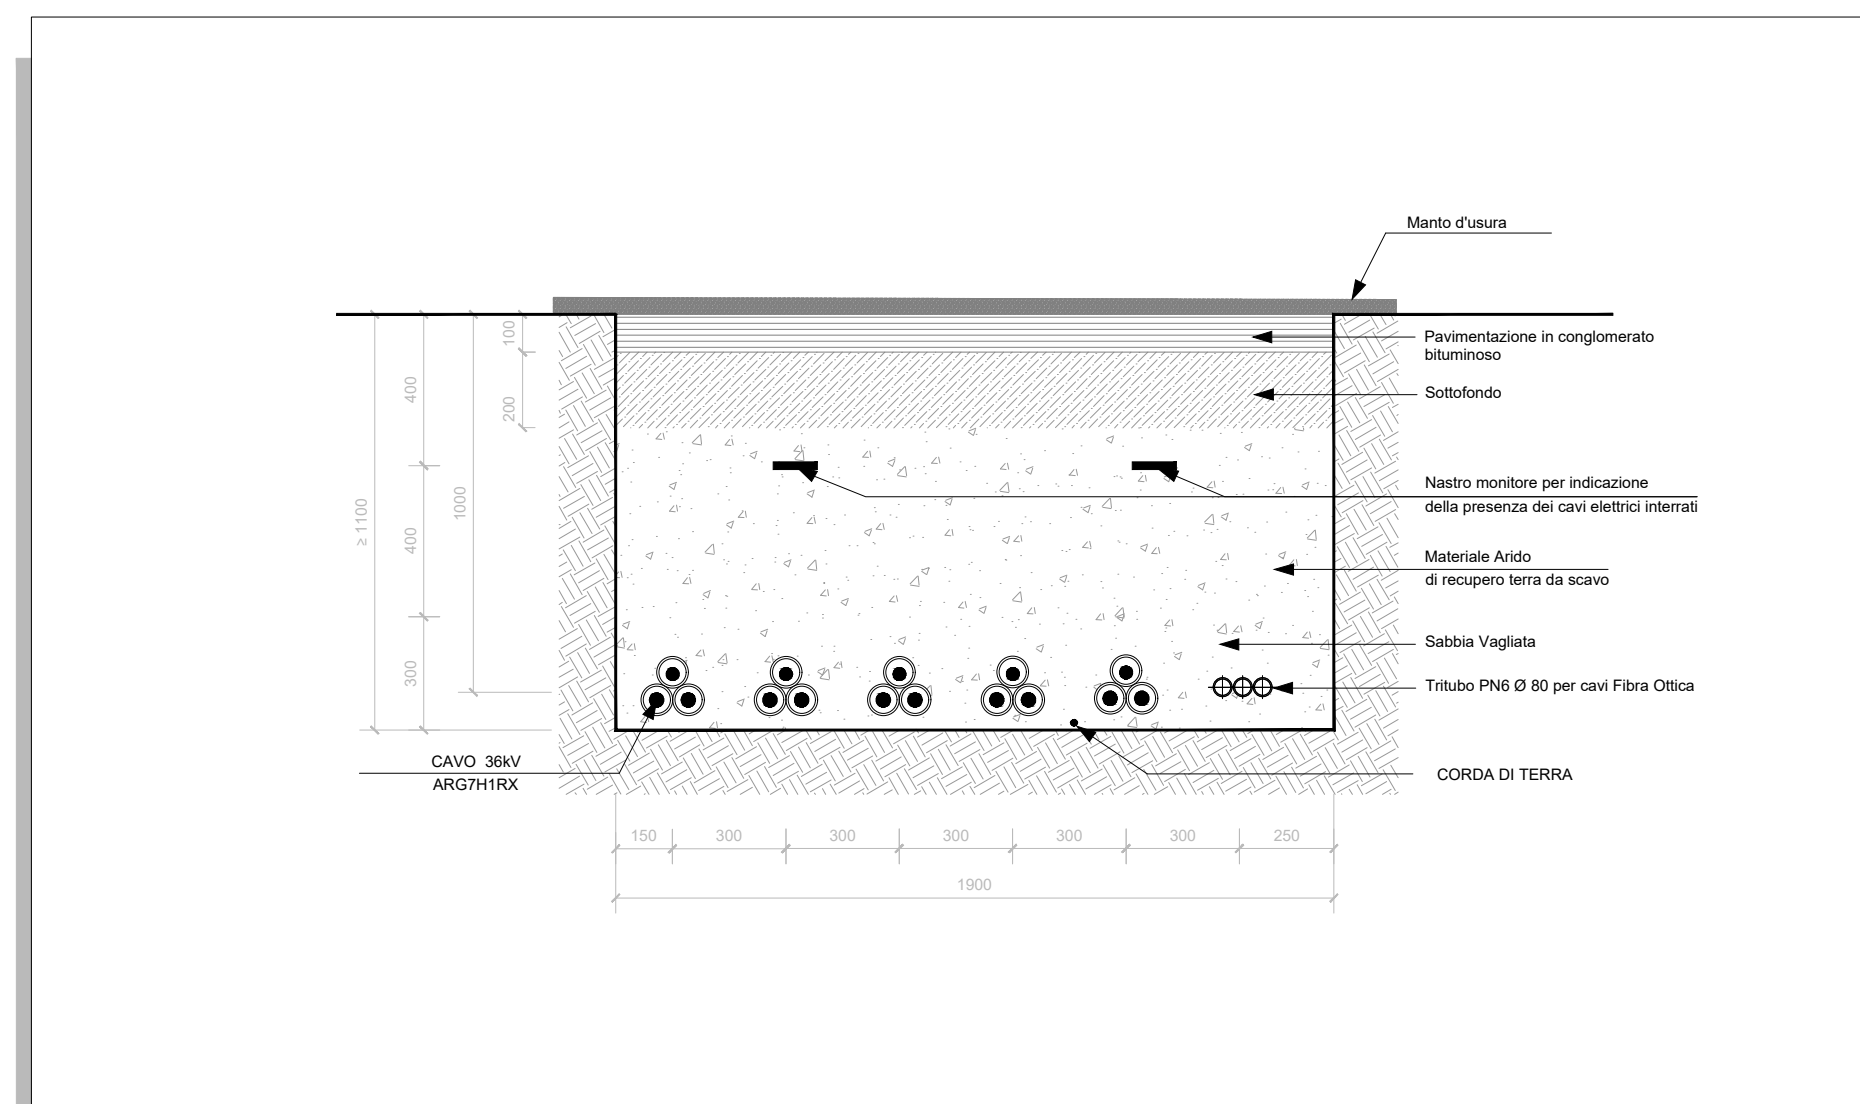 Manto d'usura
Pavimentazione in conglomerato
bituminoso
Sottofondo
Nastro monitore per indicazione
della presenza dei cavi elettrici interrati
Materiale Arido
di recupero terra da scavo
Sabbia Vagliata
Tritubo PN6 Ø 80 per cavi Fibra Ottica
CORDA DI TERRA
CAVO 36kV
ARG7H1RX
≥ 1100
400
400
300
1000
100
200
150 300 300 300 300 300 250
1900